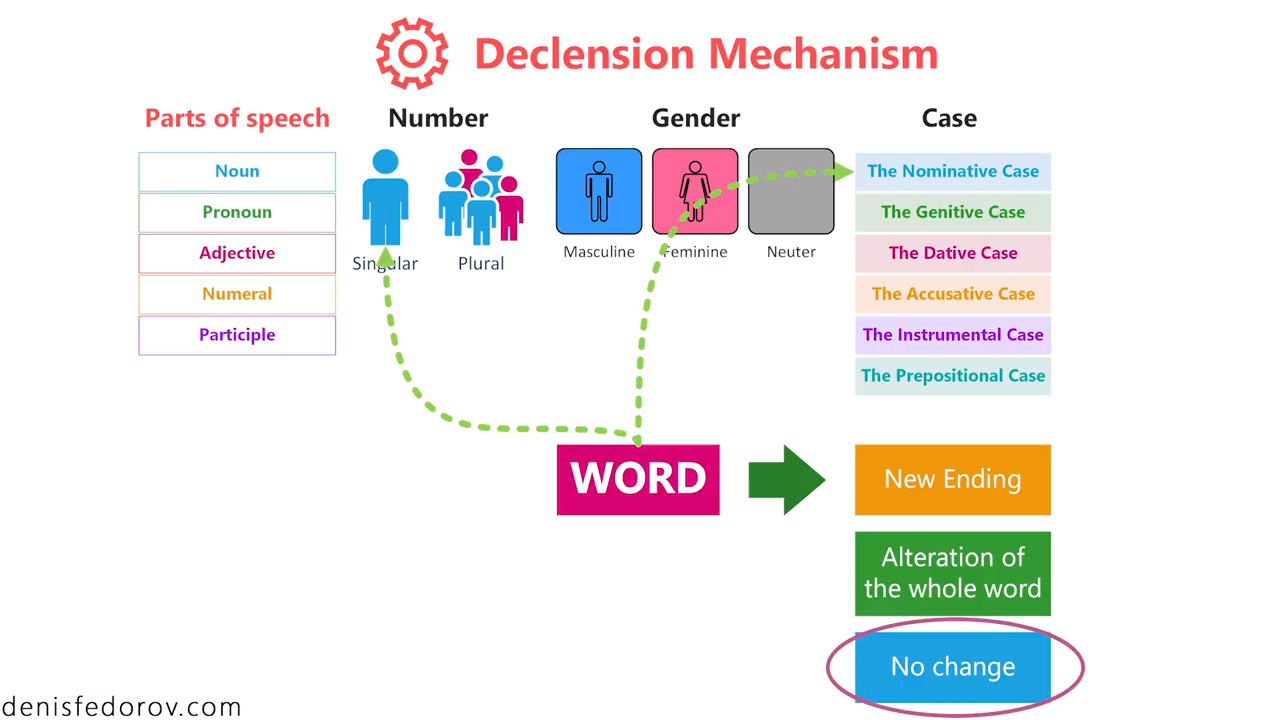 Declension Mechanism
Parts of speech
Noun
Pronoun
Adjective
Numeral
Participle
Number
Singular
Plural
Gender
Masculine
Feminine
Neuter
Case
The Nominative Case
The Genitive Case
The Dative Case
The Accusative Case
The Instrumental Case
The Prepositional Case
WORD
New Ending
Alteration of
the whole word
No change
denisfedorov.com